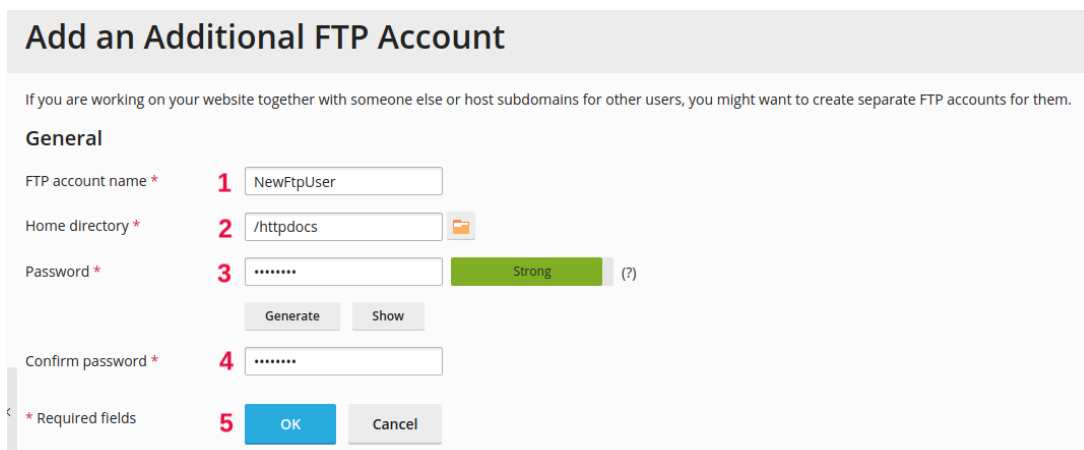 Add an Additional FTP Account
If you are working on your website together with someone else or host subdomains for other users, you might want to create separate FTP accounts for them.
General
FTP account name * 1 NewFtpUser
Home directory * 2 /httpdocs
Password * 3 •••••••• Strong (?)
Generate Show
Confirm password * 4 ••••••••
* Required fields 5 OK Cancel